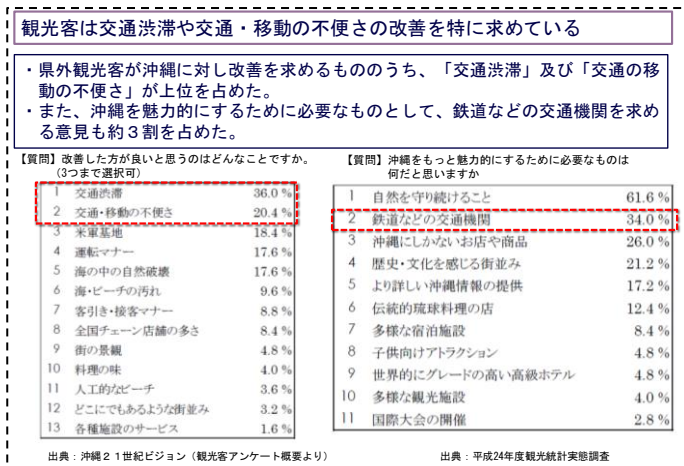 観光客は交通渋滞や交通・移動の不便さの改善を特に求めている
・県外観光客が沖縄に対し改善を求めるもののうち、「交通渋滞」及び「交通の移
動の不便さ」が上位を占めた。
・また、沖縄を魅力的にするために必要なものとして、鉄道などの交通機関を求め
る意見も約3割を占めた。
【質問】改善した方が良いと思うのはどんなことですか。
(3つまで選択可)
1 交通渋滞 36.0 %
2 交通・移動の不便さ 20.4 %
3 米軍基地 18.4 %
4 運転マナー 17.6 %
5 海の中の自然破壊 17.6 %
6 海・ビーチの汚れ 9.6 %
7 客引き・接客マナー 8.8 %
8 全国チェーン店舗の多さ 8.4 %
9 街の景観 4.8 %
10 料理の味 4.0 %
11 人工的なビーチ 3.6 %
12 どこにでもあるような街並み 3.2 %
13 各種施設のサービス 1.6 %
出典：沖縄21世紀ビジョン（観光客アンケート概要より）
【質問】沖縄をもっと魅力的にするために必要なものは
何だと思いますか
1 自然を守り続けること 61.6 %
2 鉄道などの交通機関 34.0 %
3 沖縄にしかないお店や商品 26.0 %
4 歴史・文化を感じる街並み 21.2 %
5 より詳しい沖縄情報の提供 17.2 %
6 伝統的琉球料理の店 12.4 %
7 多様な宿泊施設 8.4 %
8 子供向けアトラクション 4.8 %
9 世界的にグレードの高い高級ホテル 4.8 %
10 多様な観光施設 4.0 %
11 国際大会の開催 2.8 %
出典：平成24年度観光統計実態調査